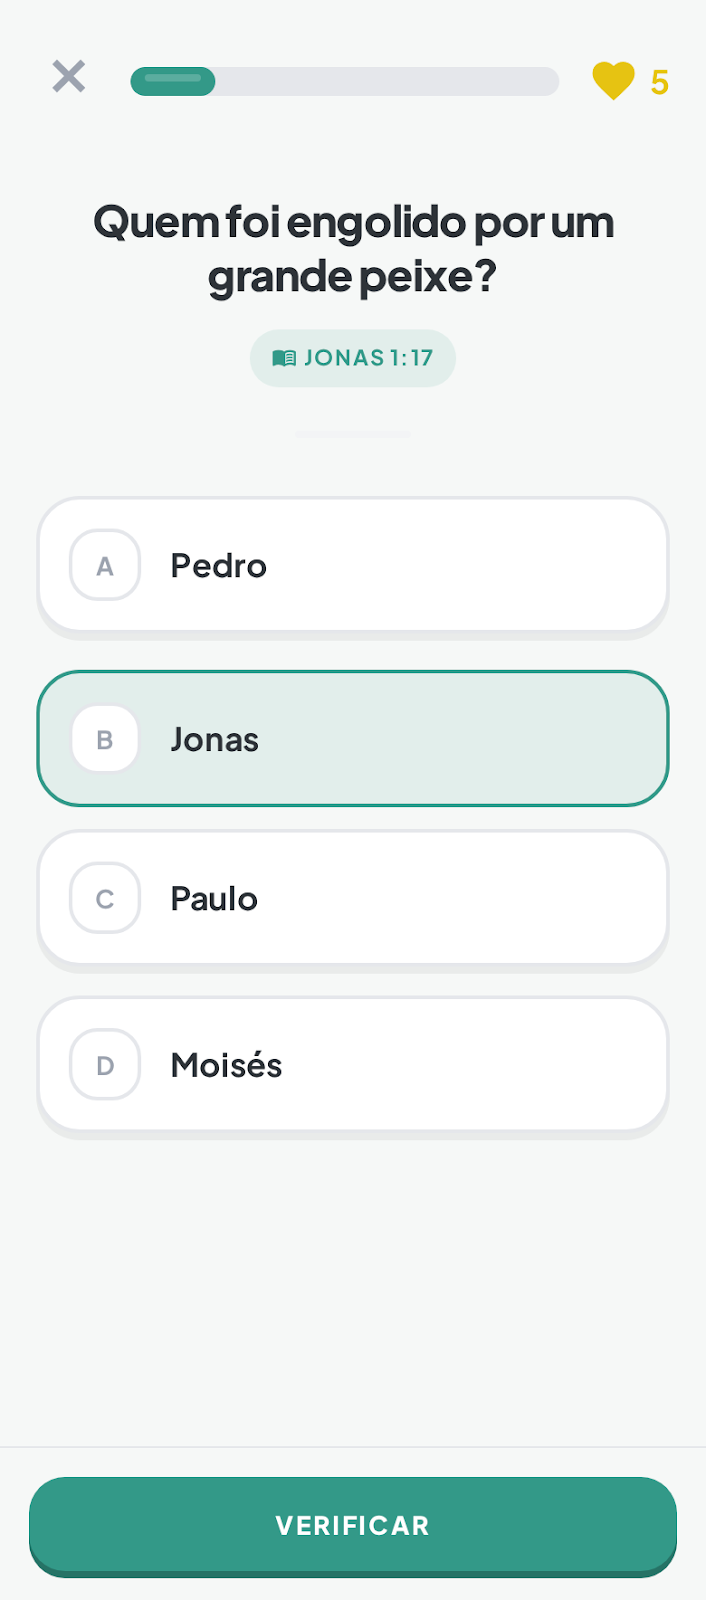 5
Quem foi engolido por um
grande peixe?
JONAS 1:17
A Pedro
B Jonas
C Paulo
D Moisés
VERIFICAR